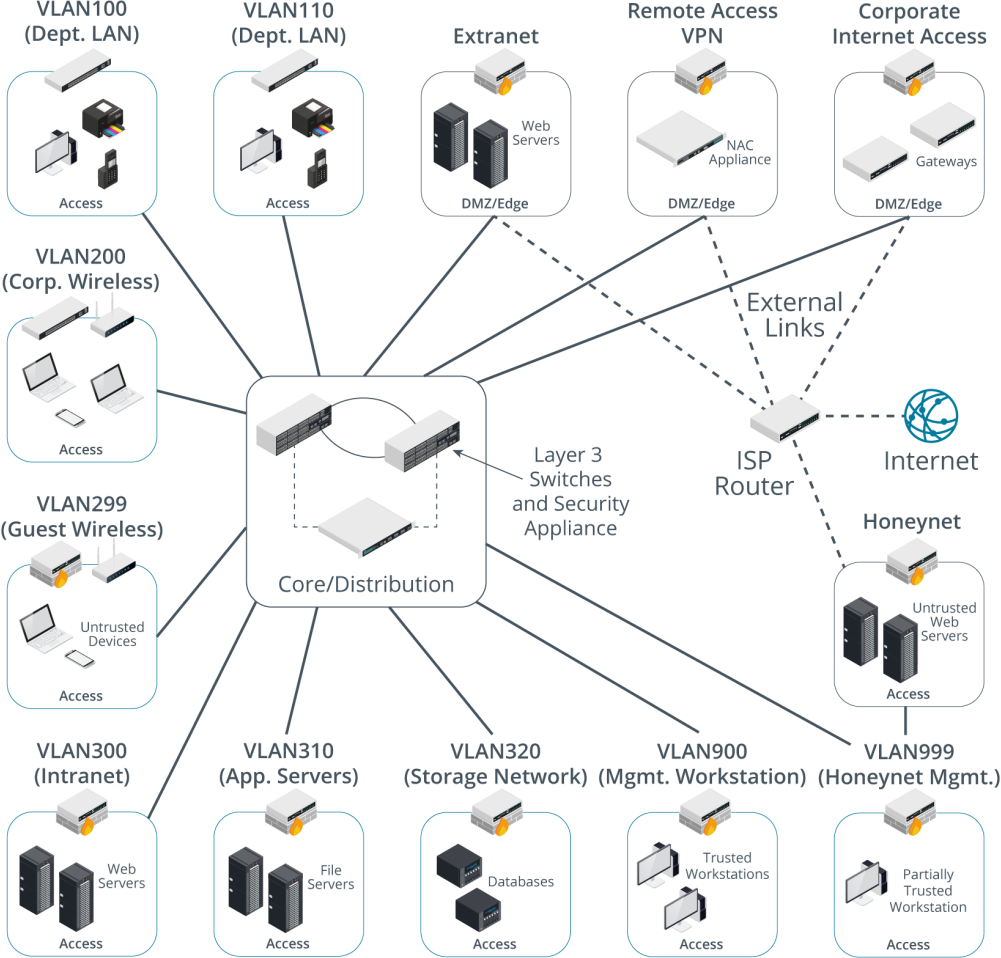 VLAN100
(Dept. LAN)
Access
VLAN110
(Dept. LAN)
Access
Extranet
Web
Servers
DMZ/Edge
Remote Access
VPN
NAC
Appliance
DMZ/Edge
Corporate
Internet Access
Gateways
DMZ/Edge
VLAN200
(Corp. Wireless)
Access
External
Links
ISP
Router
Internet
Layer 3
Switches
and Security
Appliance
Core/Distribution
VLAN299
(Guest Wireless)
Untrusted
Devices
Access
Honeynet
Untrusted
Web
Servers
Access
VLAN300
(Intranet)
Web
Servers
Access
VLAN310
(App. Servers)
File
Servers
Access
VLAN320
(Storage Network)
Databases
Access
VLAN900
(Mgmt. Workstation)
Trusted
Workstations
Access
VLAN999
(Honeynet Mgmt.)
Partially
Trusted
Workstation
Access